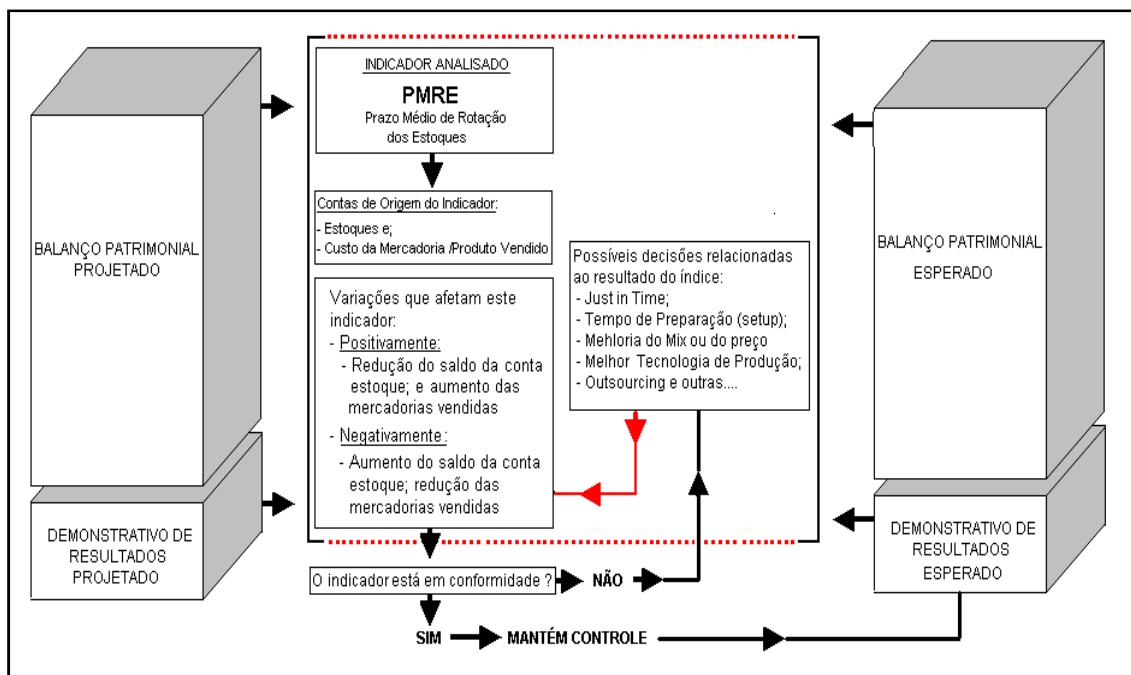 BALANÇO PATRIMONIAL
PROJETADO
DEMONSTRATIVO DE
RESULTADOS
PROJETADO
INDICADOR ANALISADO
PMRE
Prazo Médio de Rotação
dos Estoques
Contas de Origem do Indicador:
- Estoques e;
- Custo da Mercadoria /Produto Vendido
Variações que afetam este
indicador:
- Positivamente:
- Redução do saldo da conta
estoque; e aumento das
mercadorias vendidas
- Negativamente :
- Aumento do saldo da conta
estoque; redução das
mercadorias vendidas
Possíveis decisões relacionadas
ao resultado do índice:
- Just in Time;
- Tempo de Preparação (setup);
- Mehloria do Mix ou do preço
- Melhor Tecnologia de Produção;
- Outsourcing e outras....
O indicador está em conformidade ?
NÃO
SIM
MANTÉM CONTROLE
BALANÇO PATRIMONIAL
ESPERADO
DEMONSTRATIVO DE
RESULTADOS
ESPERADO